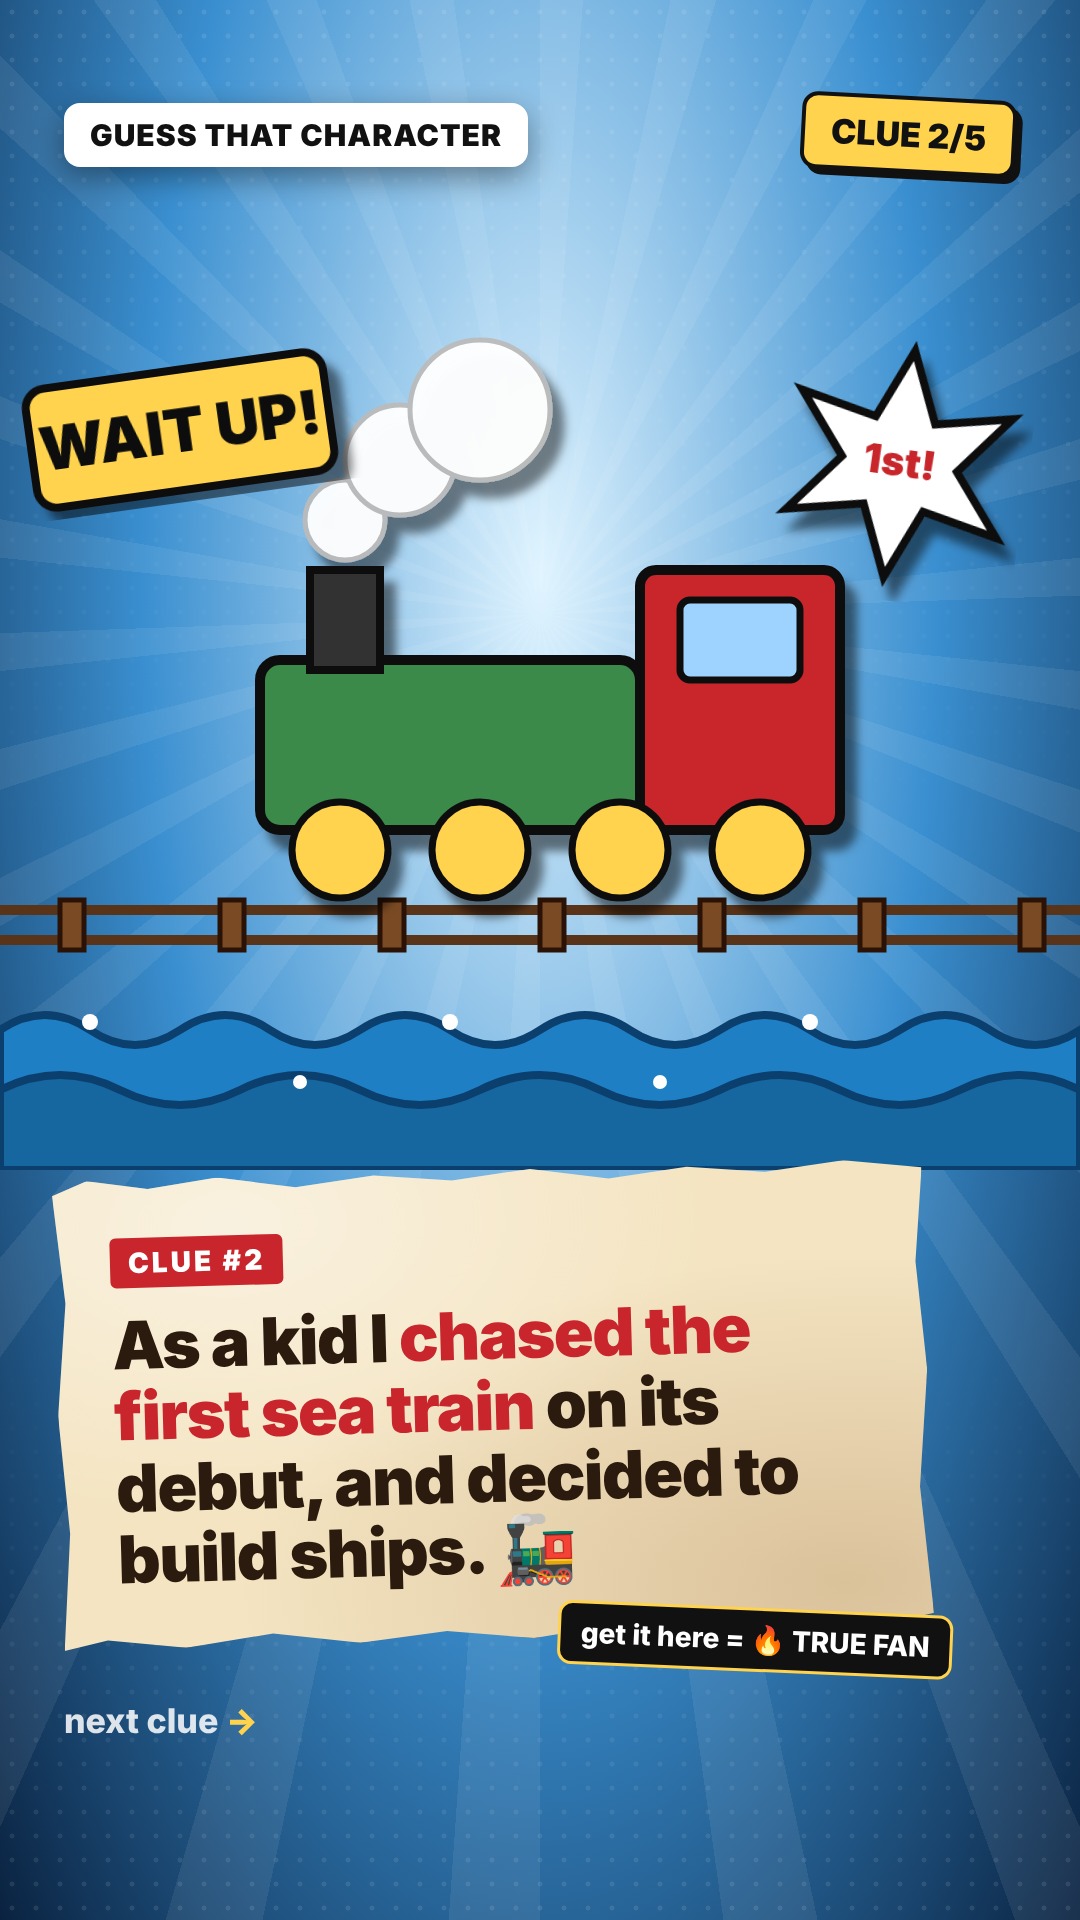 GUESS THAT CHARACTER
CLUE 2/5
WAIT UP!
1st!
CLUE #2
As a kid I chased the
first sea train on its
debut, and decided to
build ships. 🚂
get it here = 🔥 TRUE FAN
next clue →